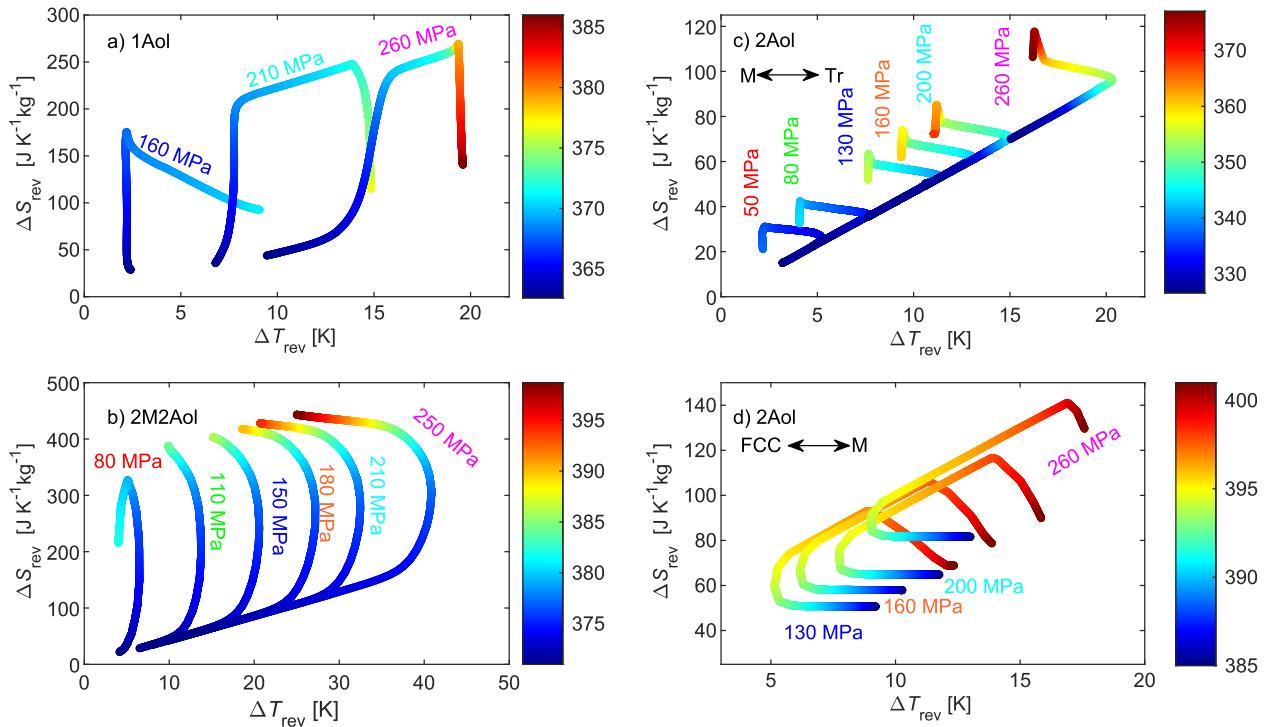 a) 1Aol
160 MPa
210 MPa
260 MPa
300
250
200
150
100
50
0
0
5
10
15
20
ΔS_rev [J K⁻¹kg⁻¹]
ΔT_rev [K]
385
380
375
370
365
c) 2Aol
M
Tr
50 MPa
80 MPa
130 MPa
160 MPa
200 MPa
260 MPa
120
100
80
60
40
20
0
0
5
10
15
20
ΔS_rev [J K⁻¹kg⁻¹]
ΔT_rev [K]
370
360
350
340
330
b) 2M2Aol
80 MPa
110 MPa
150 MPa
180 MPa
210 MPa
250 MPa
500
400
300
200
100
0
0
10
20
30
40
50
ΔS_rev [J K⁻¹kg⁻¹]
ΔT_rev [K]
395
390
385
380
375
d) 2Aol
FCC
M
260 MPa
200 MPa
160 MPa
130 MPa
140
120
100
80
60
40
5
10
15
20
ΔS_rev [J K⁻¹kg⁻¹]
ΔT_rev [K]
400
395
390
385